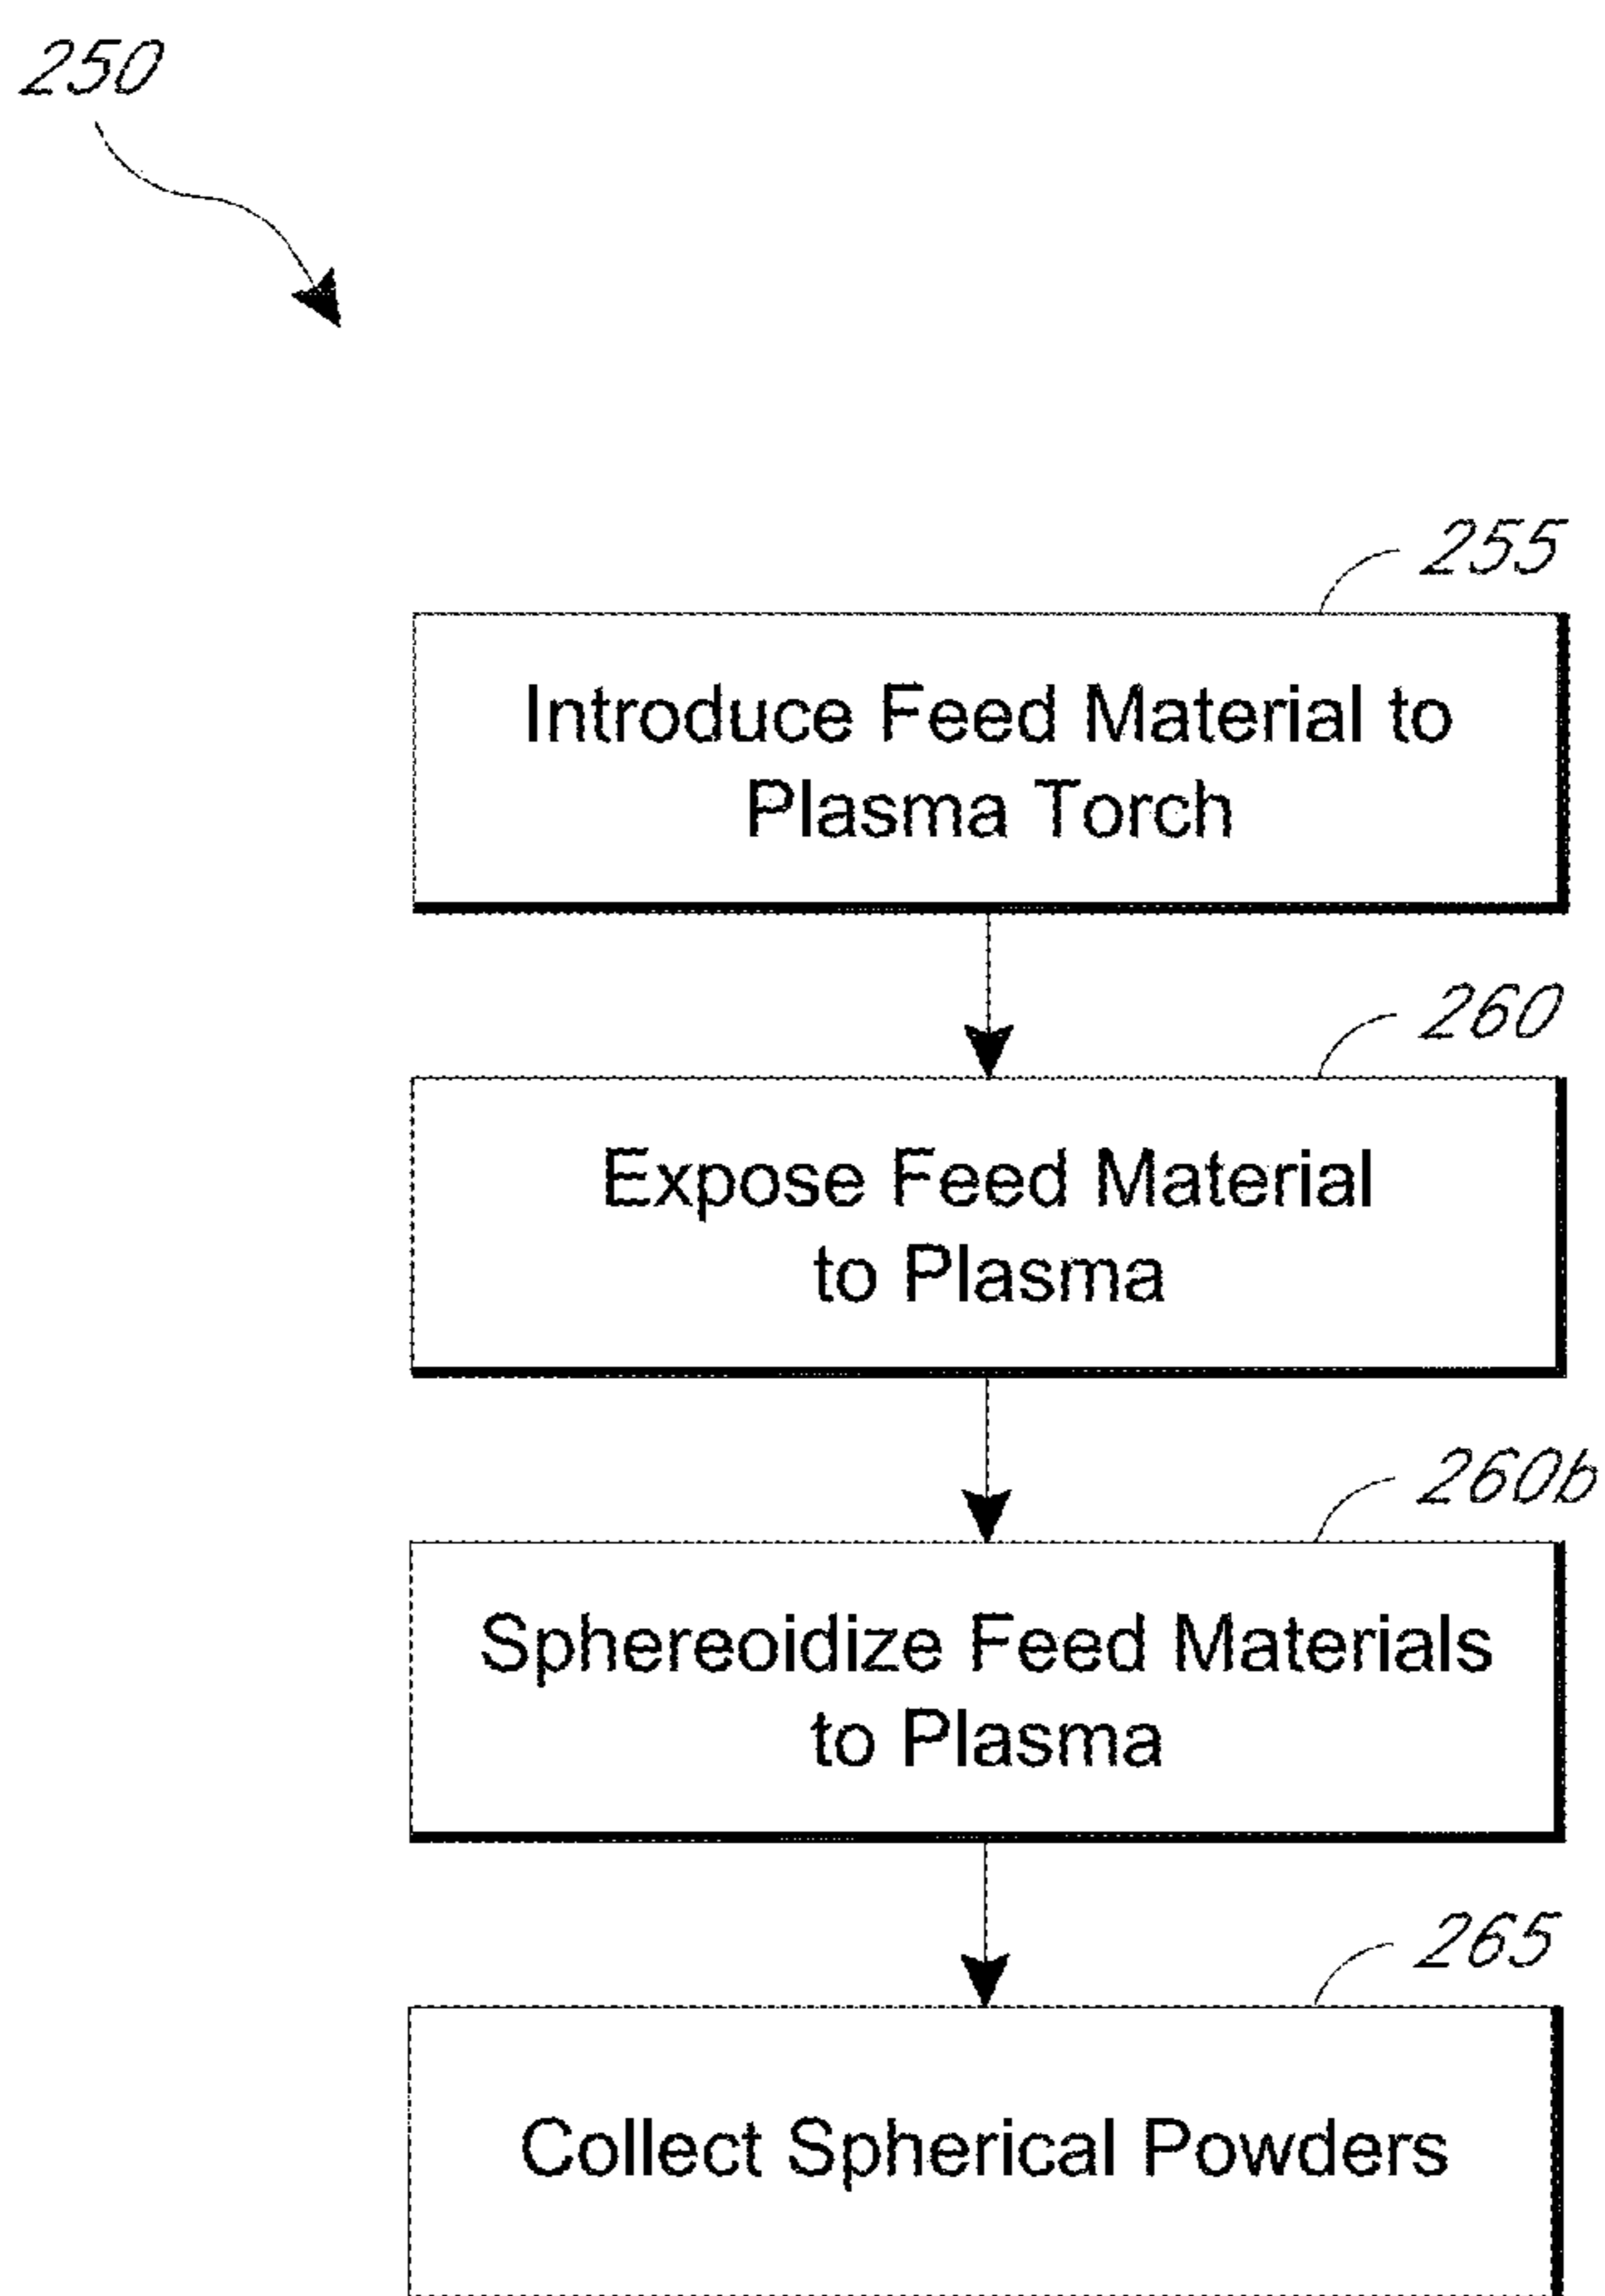 250
255
Introduce Feed Material to
Plasma Torch
260
Expose Feed Material
to Plasma
260b
Sphereoidize Feed Materials
to Plasma
265
Collect Spherical Powders